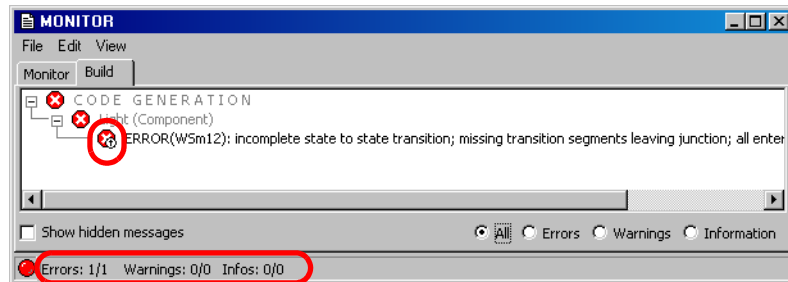 MONITOR
File Edit View
Monitor Build
CODE GENERATION
Light (Component)
ERROR(WSm12): incomplete state to state transition; missing transition segments leaving junction; all enter
Show hidden messages All Errors Warnings Information
Errors: 1/1 Warnings: 0/0 Infos: 0/0